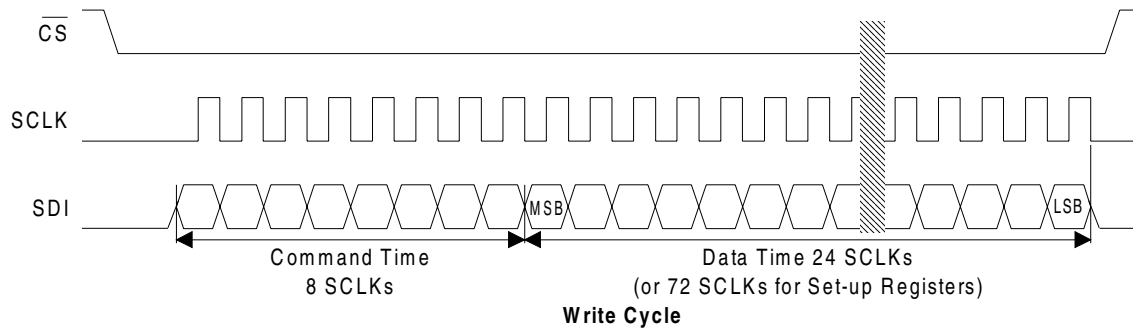 CS
SCLK
SDI
MSB
LSB
Command Time
8 SCLKs
Data Time 24 SCLKs
(or 72 SCLKs for Set-up Registers)
Write Cycle